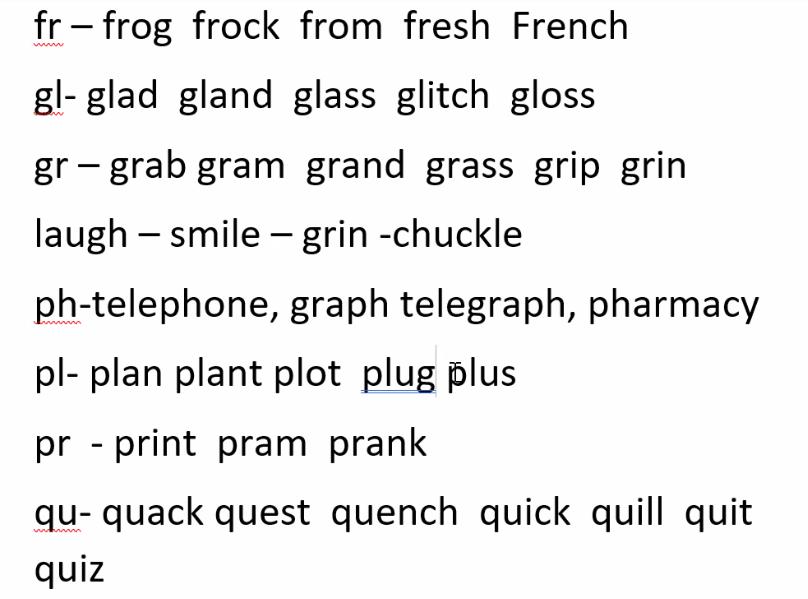 fr – frog frock from fresh French
gl- glad gland glass glitch gloss
gr – grab gram grand grass grip grin
laugh – smile – grin -chuckle
ph-telephone, graph telegraph, pharmacy
pl- plan plant plot plug plus
pr - print pram prank
qu- quack quest quench quick quill quit
quiz